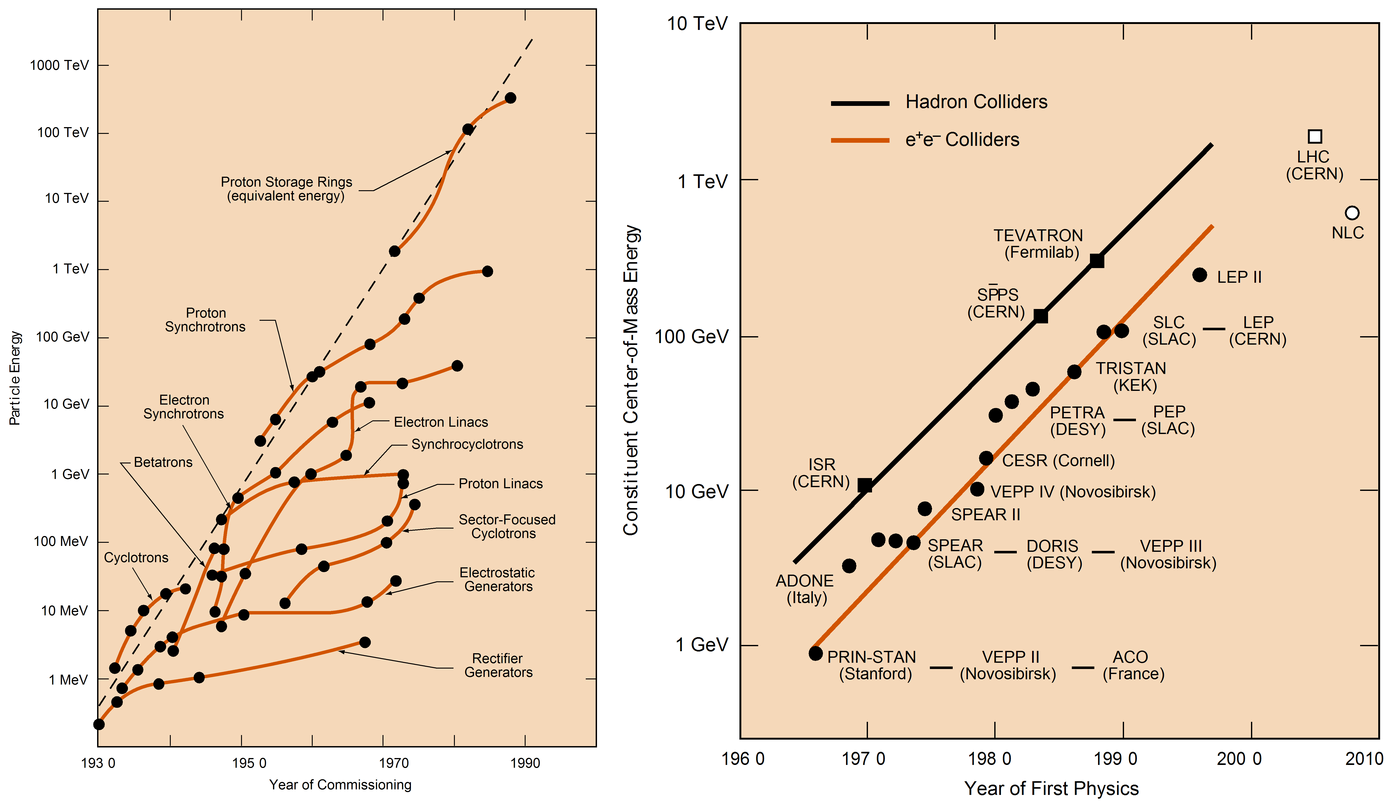 1000 TeV
100 TeV
10 TeV
1 TeV
100 GeV
10 GeV
1 GeV
100 MeV
10 MeV
1 MeV
Particle Energy
Proton Storage Rings
(equivalent energy)
Proton
Synchrotrons
Electron
Synchrotrons
Betatrons
Cyclotrons
Electron Linacs
Synchrocyclotrons
Proton Linacs
Sector-Focused
Cyclotrons
Electrostatic
Generators
Rectifier
Generators
193 0
195 0
1970
1990
Year of Commissioning
10 TeV
1 TeV
100 GeV
10 GeV
1 GeV
Constituent Center-of-Mass Energy
Hadron Colliders
e⁺e⁻ Colliders
LHC
(CERN)
NLC
TEVATRON
(Fermilab)
SP̅PS
(CERN)
LEP II
SLC — LEP
(SLAC) (CERN)
TRISTAN
(KEK)
PETRA — PEP
(DESY) (SLAC)
ISR
(CERN)
CESR (Cornell)
VEPP IV (Novosibirsk)
SPEAR II
SPEAR — DORIS — VEPP III
(SLAC) (DESY) (Novosibirsk)
ADONE
(Italy)
PRIN-STAN — VEPP II — ACO
(Stanford) (Novosibirsk) (France)
196 0
197 0
198 0
199 0
200 0
2010
Year of First Physics